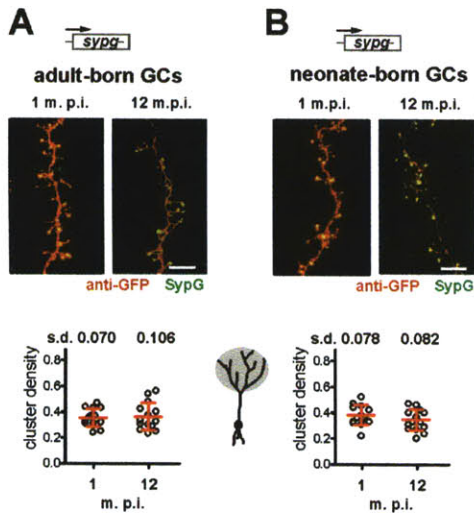 A
sypg
adult-born GCs
1 m. p.i.
12 m.p.i.
anti-GFP SypG
s.d. 0.070 0.106
cluster density
0.8
0.6
0.4
0.2
0.0
1 12
m. p.i.
B
sypg
neonate-born GCs
1 m.p.i.
12 m.p.i.
anti-GFP SypG
s.d. 0.078 0.082
cluster density
0.8
0.6
0.4
0.2
0.0
1 12
m. p.i.